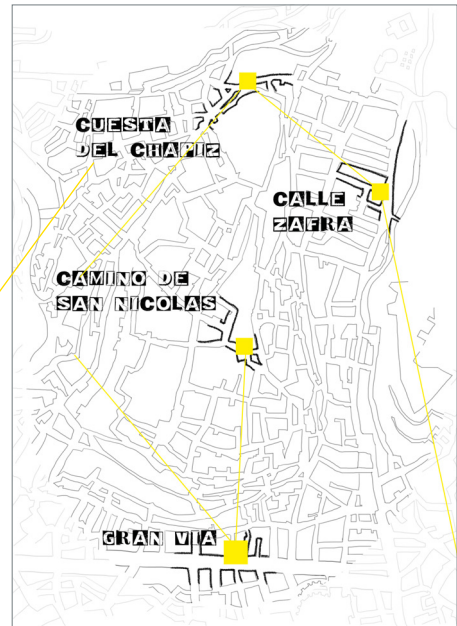 CUESTA
DEL CHAPIZ
CALLE
ZAFRA
CAMINO DE
SAN NICOLAS
GRAN VIA